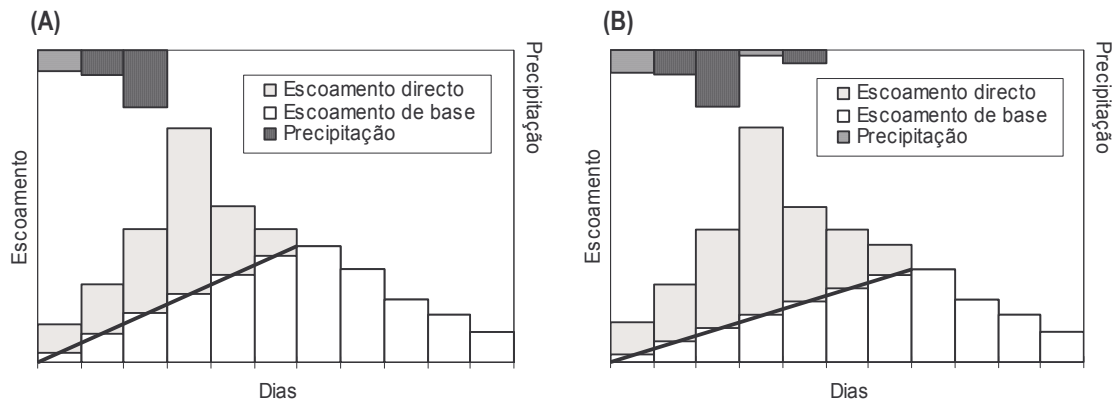 (A)
Precipitação
Escoamento directo
Escoamento de base
Precipitação
Escoamento
Dias
(B)
Precipitação
Escoamento directo
Escoamento de base
Precipitação
Escoamento
Dias